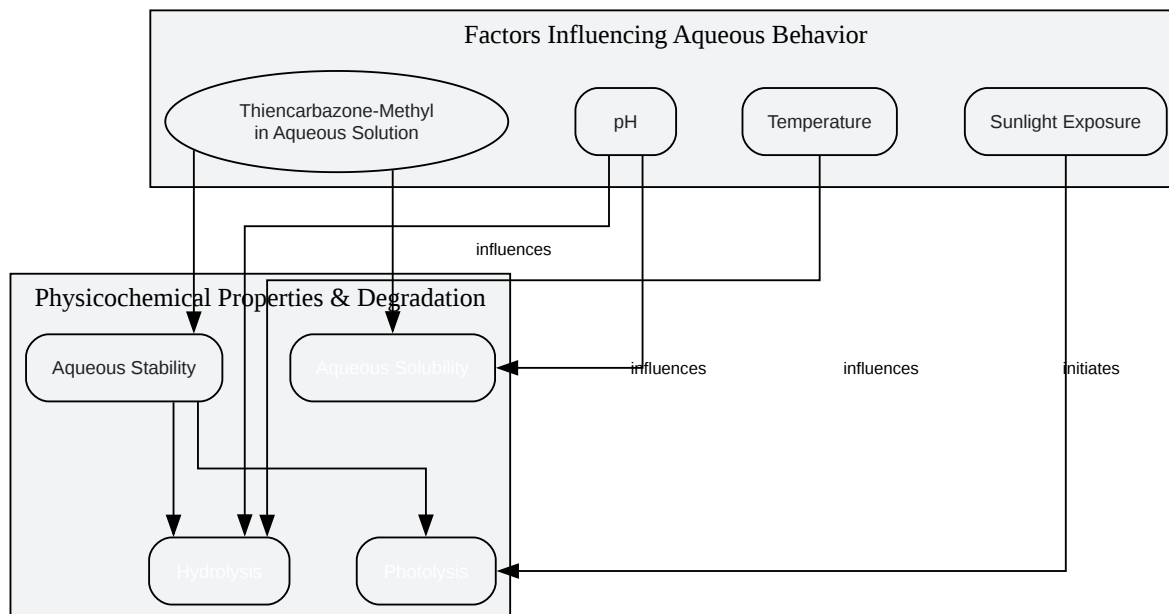 Factors Influencing Aqueous Behavior
Thiencarbazone-Methyl
in Aqueous Solution
pH
Temperature
Sunlight Exposure
influences
Physicochemical Properties & Degradation
Aqueous Stability
Aqueous Solubility
influences
influences
initiates
Hydrolysis
Photolysis